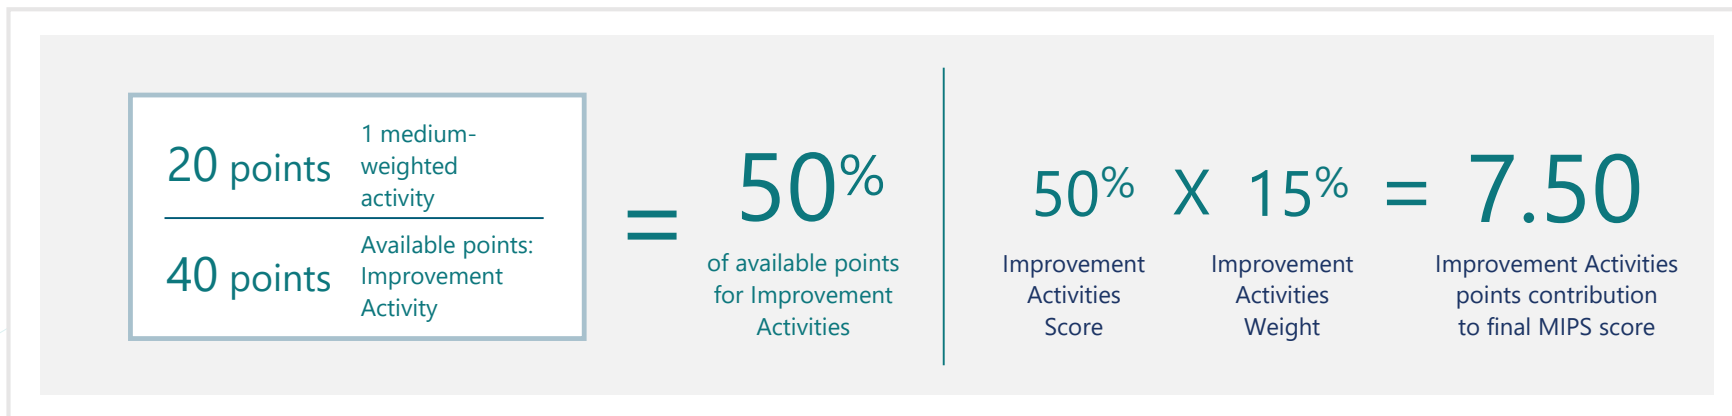 20 points
1 medium-
weighted
activity
40 points
Available points:
Improvement
Activity
=
50%
of available points
for Improvement
Activities
50% X 15% = 7.50
Improvement
Activities
Score
Improvement
Activities
Weight
Improvement Activities
points contribution
to final MIPS score